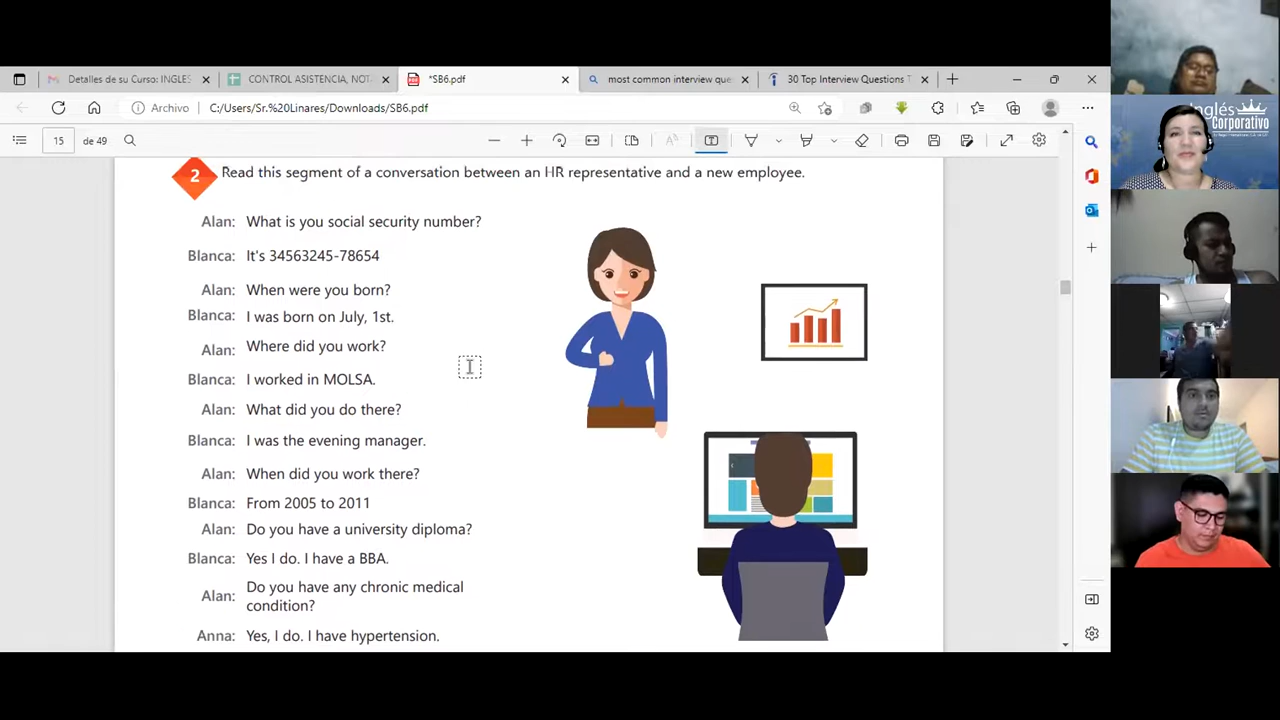 Detalles de su Curso: INGLES
CONTROL ASISTENCIA, NOT
*SB6.pdf
most common interview que
30 Top Interview Questions T
Archivo
C:/Users/Sr.%20Linares/Downloads/SB6.pdf
15 de 49
2 Read this segment of a conversation between an HR representative and a new employee.
Alan: What is you social security number?
Blanca: It's 34563245-78654
Alan: When were you born?
Blanca: I was born on July, 1st.
Alan: Where did you work?
Blanca: I worked in MOLSA.
Alan: What did you do there?
Blanca: I was the evening manager.
Alan: When did you work there?
Blanca: From 2005 to 2011
Alan: Do you have a university diploma?
Blanca: Yes I do. I have a BBA.
Alan: Do you have any chronic medical
condition?
Anna: Yes, I do. I have hypertension.
Inglés
Corporativo